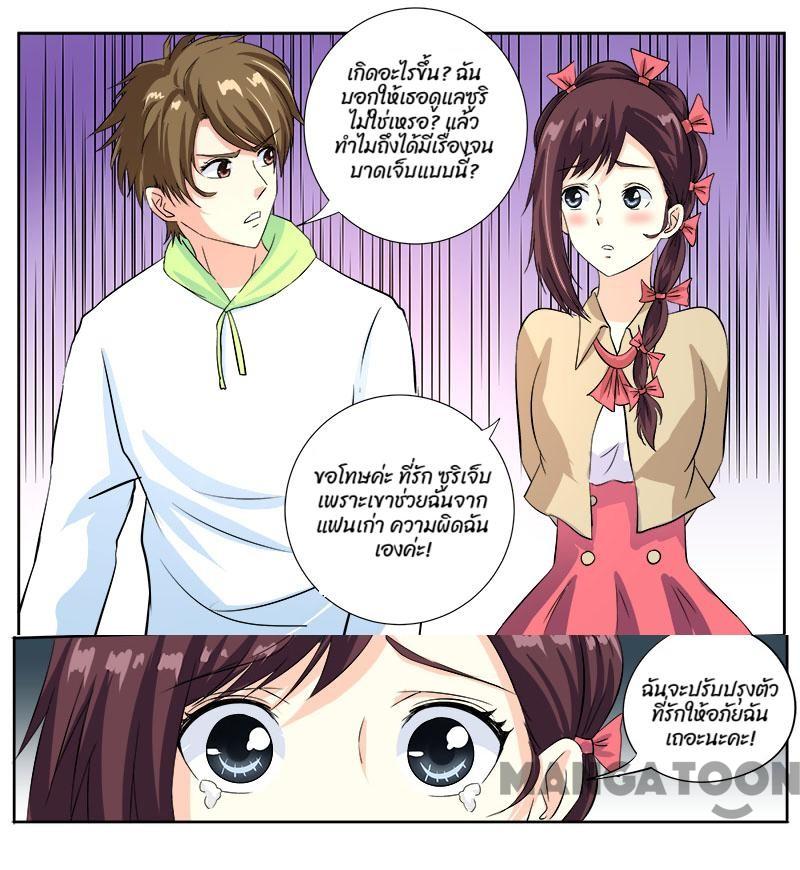 เกิดอะไรขึ้น? ฉัน
บอกให้เธอดูแลซูริ
ไม่ใช่เหรอ? แล้ว
ทำไมถึงได้มีเรื่องจน
บาดเจ็บแบบนี้?
ขอโทษค่ะ ที่รัก ซูริเจ็บ
เพราะเขาช่วยฉันจาก
แฟนเก่า ความผิดฉัน
เองค่ะ!
ฉันจะปรับปรุงตัว
ที่รักให้อภัยฉัน
เถอะนะคะ!
MANGATOON